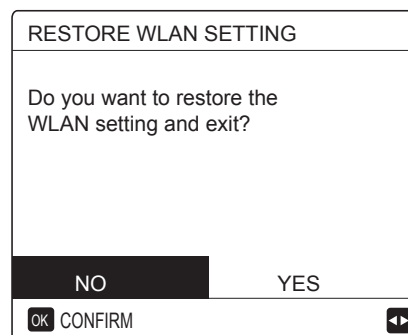 RESTORE WLAN SETTING
Do you want to restore the
WLAN setting and exit?
NO YES
OK CONFIRM